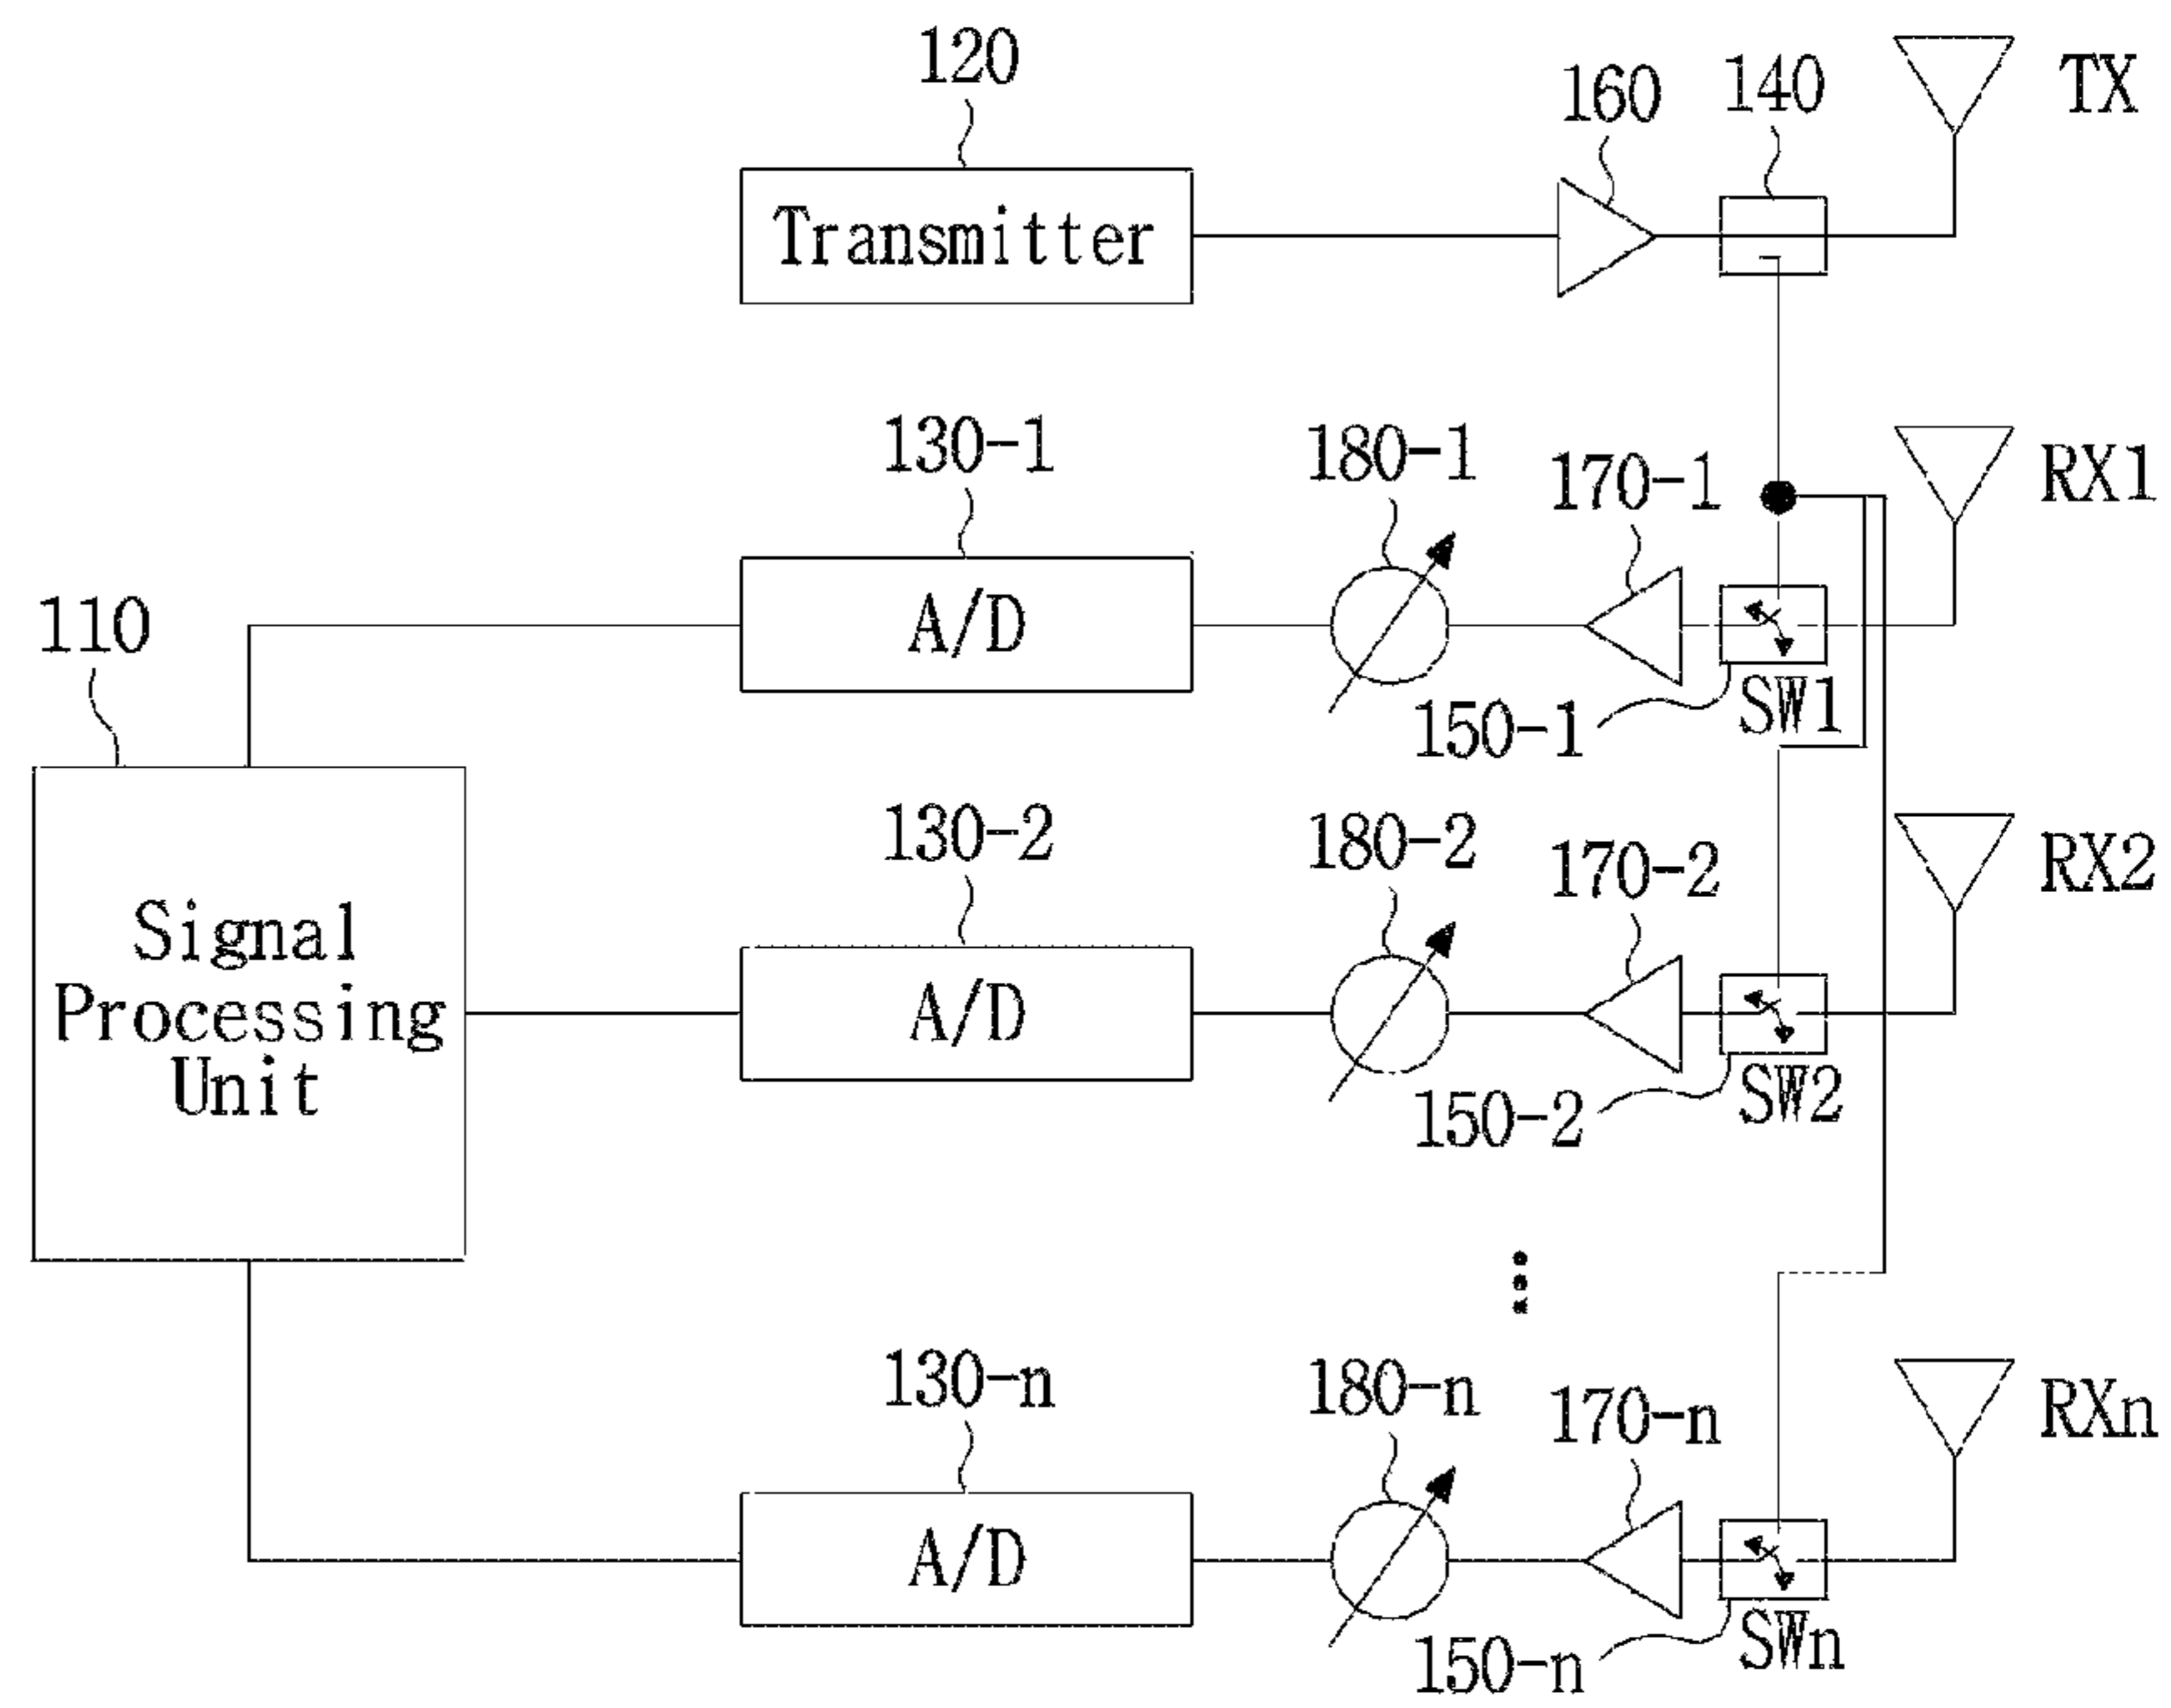 120
160
140
TX
Transmitter
130-1
180-1
170-1
RX1
A/D
110
150-1
SW1
130-2
180-2
170-2
RX2
Signal
Processing
Unit
A/D
150-2
SW2
130-n
180-n
170-n
RXn
A/D
150-n
SWn